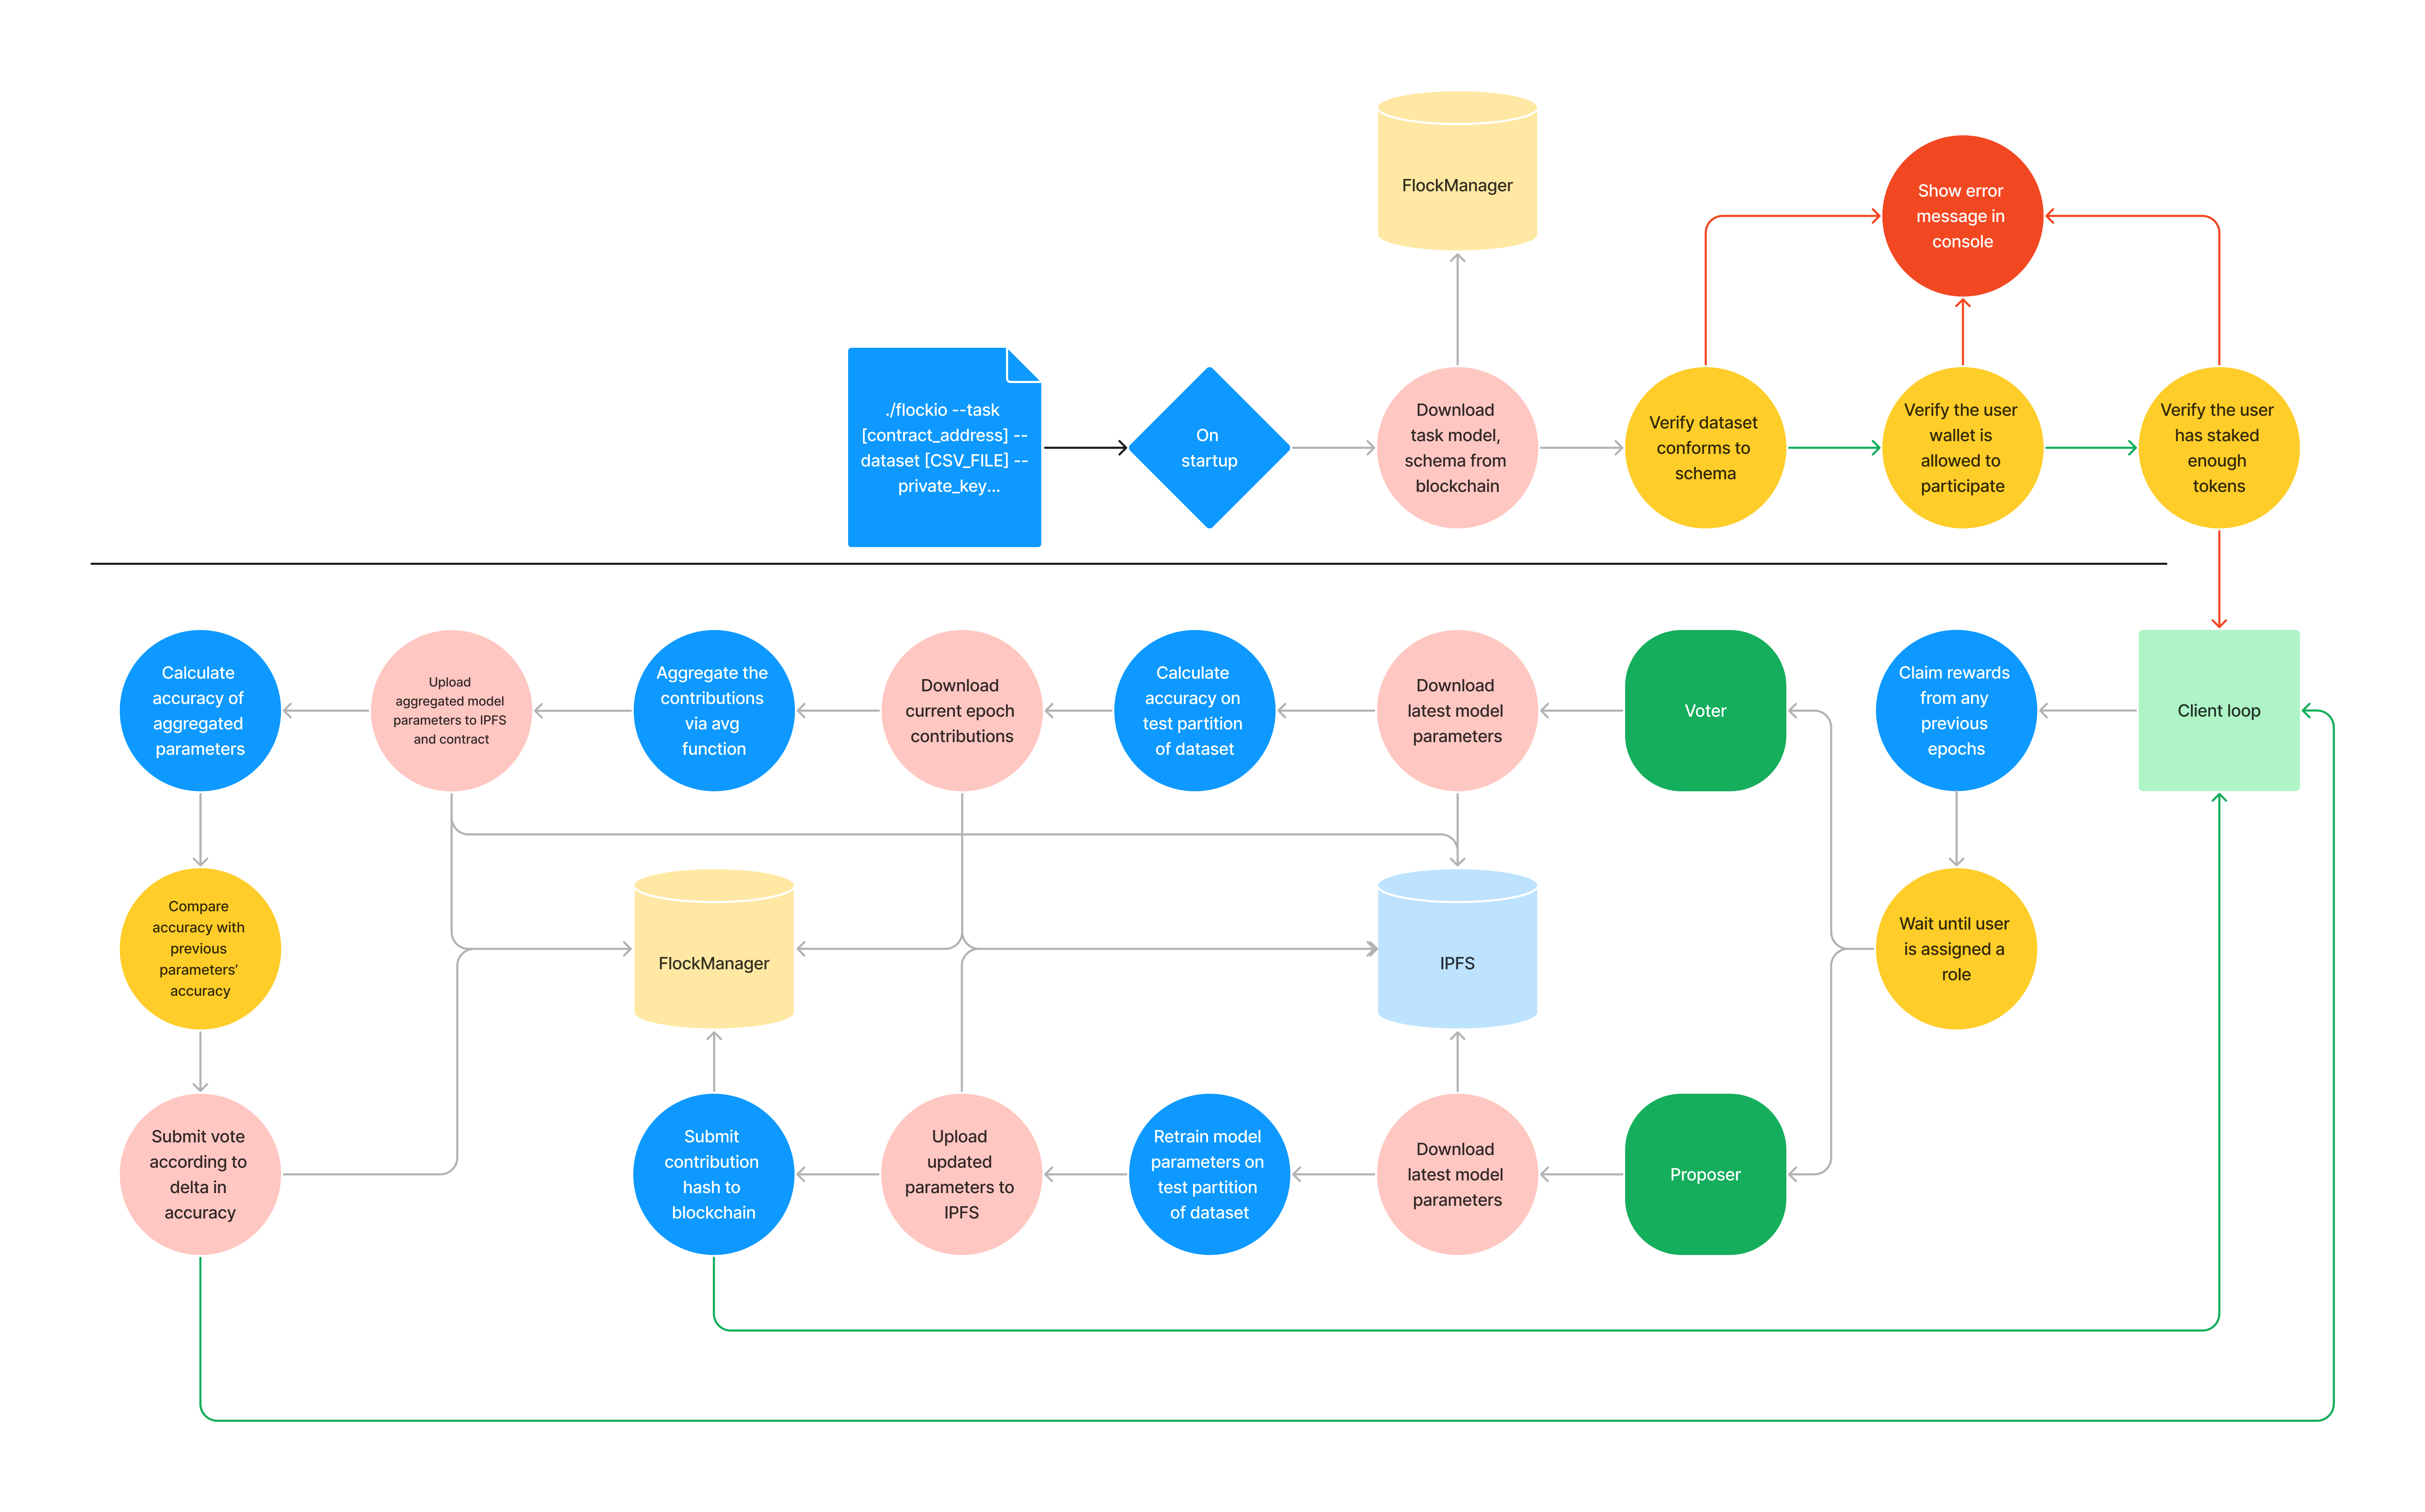 FlockManager
Show error
message in
console
./flockio --task
[contract_address] --
dataset [CSV_FILE] --
private_key...
On
startup
Download
task model,
schema from
blockchain
Verify dataset
conforms to
schema
Verify the user
wallet is
allowed to
participate
Verify the user
has staked
enough
tokens
Calculate
accuracy of
aggregated
parameters
Upload
aggregated model
parameters to IPFS
and contract
Aggregate the
contributions
via avg
function
Download
current epoch
contributions
Calculate
accuracy on
test partition
of dataset
Download
latest model
parameters
Voter
Claim rewards
from any
previous
epochs
Client loop
Compare
accuracy with
previous
parameters’
accuracy
FlockManager
IPFS
Wait until user
is assigned a
role
Submit vote
according to
delta in
accuracy
Submit
contribution
hash to
blockchain
Upload
updated
parameters to
IPFS
Retrain model
parameters on
test partition
of dataset
Download
latest model
parameters
Proposer